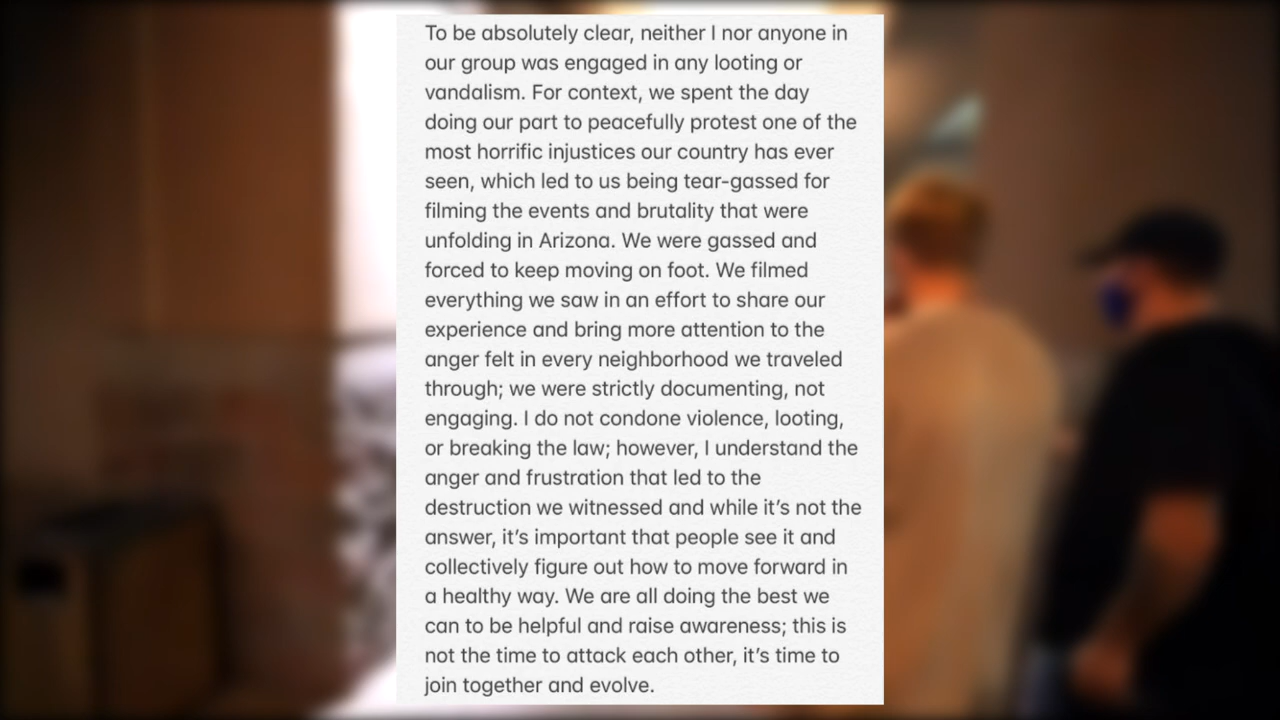 To be absolutely clear, neither I nor anyone in
our group was engaged in any looting or
vandalism. For context, we spent the day
doing our part to peacefully protest one of the
most horrific injustices our country has ever
seen, which led to us being tear-gassed for
filming the events and brutality that were
unfolding in Arizona. We were gassed and
forced to keep moving on foot. We filmed
everything we saw in an effort to share our
experience and bring more attention to the
anger felt in every neighborhood we traveled
through; we were strictly documenting, not
engaging. I do not condone violence, looting,
or breaking the law; however, I understand the
anger and frustration that led to the
destruction we witnessed and while it’s not the
answer, it’s important that people see it and
collectively figure out how to move forward in
a healthy way. We are all doing the best we
can to be helpful and raise awareness; this is
not the time to attack each other, it’s time to
join together and evolve.